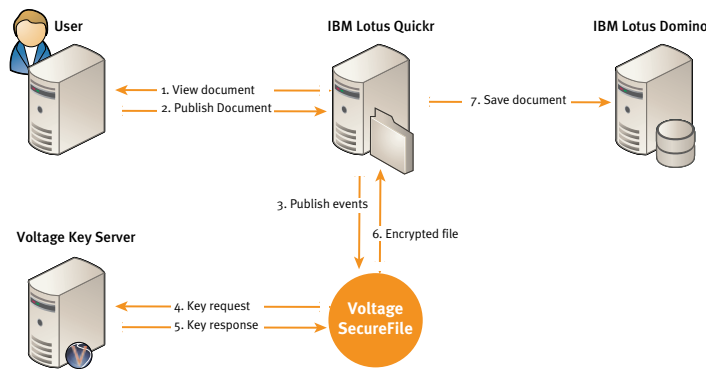 User
IBM Lotus Quickr
IBM Lotus Domino
1. View document
2. Publish Document
7. Save document
3. Publish events
6. Encrypted file
Voltage Key Server
4. Key request
5. Key response
Voltage
SecureFile
V